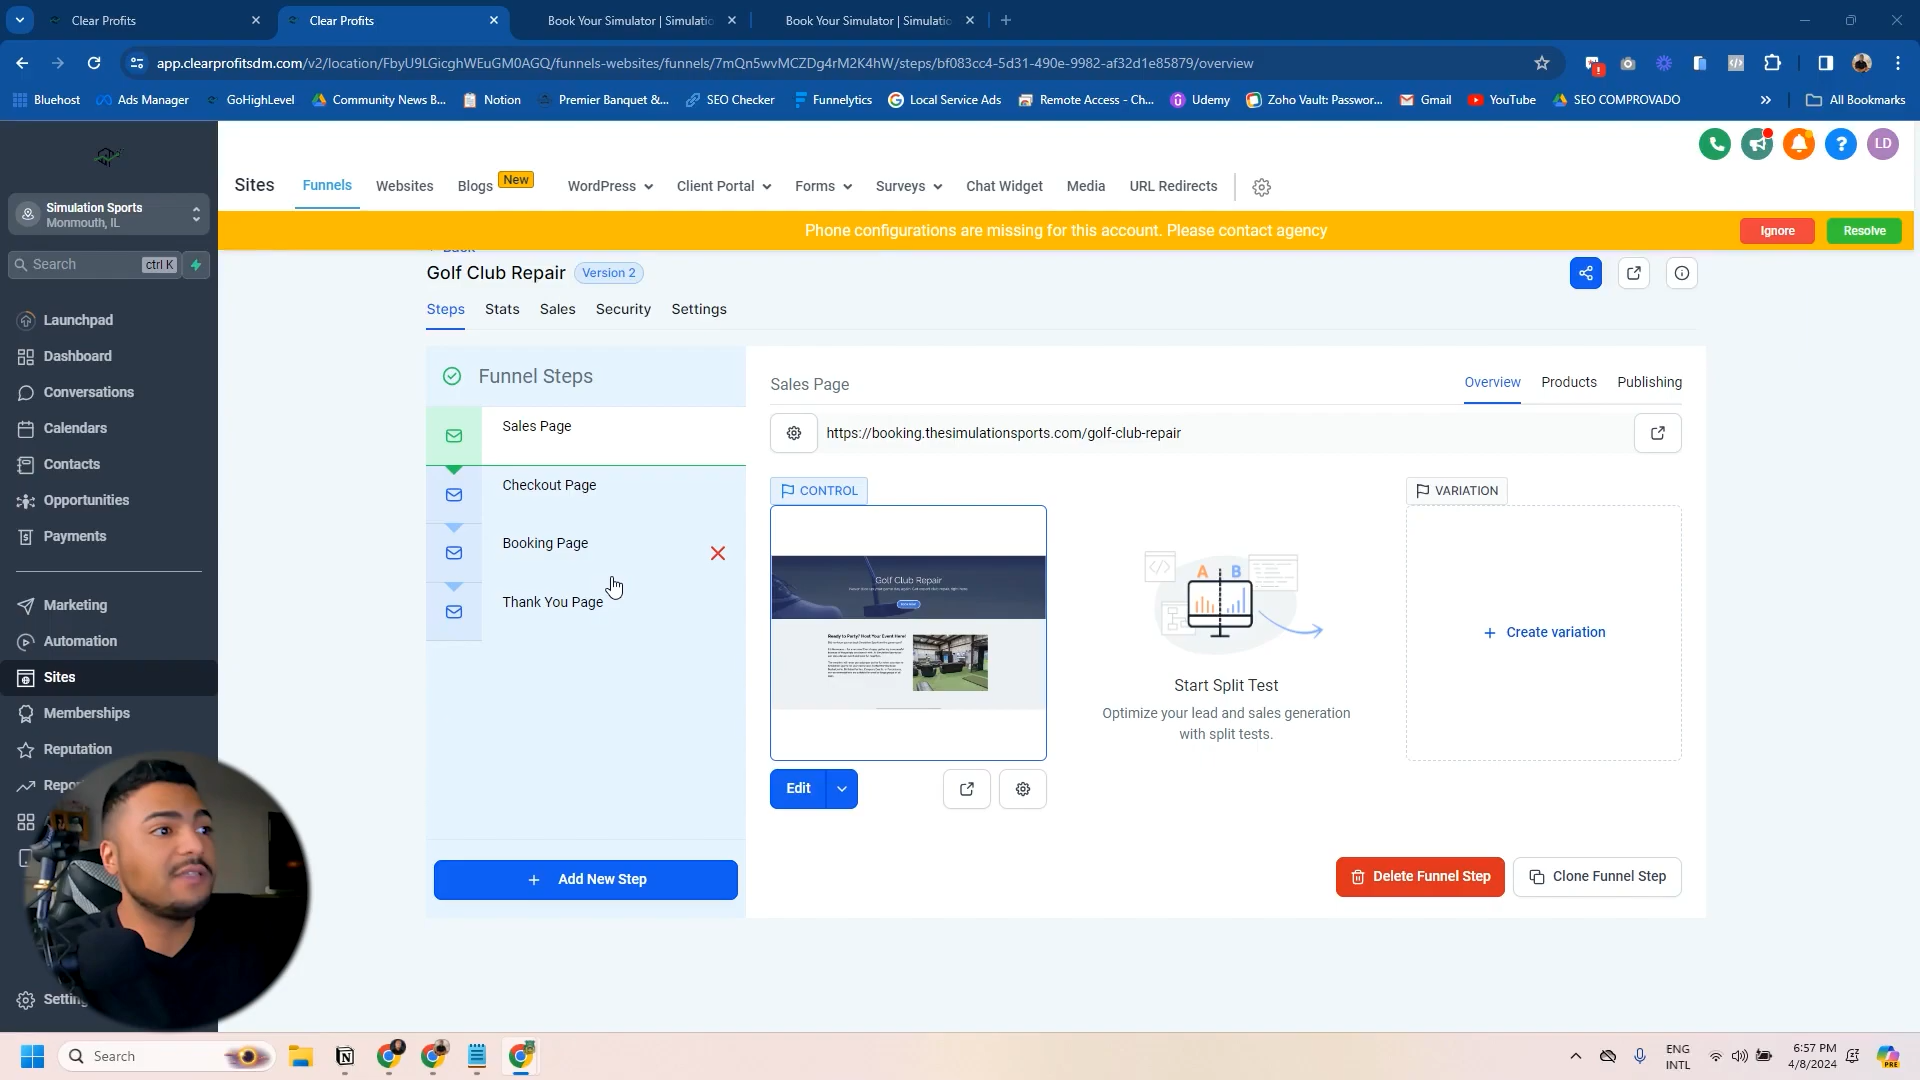 Clear Profits
Clear Profits
Book Your Simulator | Simulatio
Book Your Simulator | Simulatio
app.clearprofitsdm.com/v2/location/FbyU9LGicghWEuGM0AGQ/funnels-websites/funnels/7mQn5wvMCZDg4rM2K4hW/steps/bf083cc4-5d31-490e-9982-af32d1e85879/overview
Bluehost
Ads Manager
GoHighLevel
Community News B...
Notion
Premier Banquet &...
SEO Checker
Funnelytics
Local Service Ads
Remote Access - Ch...
Udemy
Zoho Vault: Passwor...
Gmail
YouTube
SEO COMPROVADO
All Bookmarks
LD
Sites
Funnels
Websites
Blogs
New
WordPress
Client Portal
Forms
Surveys
Chat Widget
Media
URL Redirects
Phone configurations are missing for this account. Please contact agency
Ignore
Resolve
Simulation Sports
Monmouth, IL
Search
ctrl K
Launchpad
Dashboard
Conversations
Calendars
Contacts
Opportunities
Payments
Marketing
Automation
Sites
Memberships
Reputation
Repo
Settin
Back
Golf Club Repair
Version 2
Steps
Stats
Sales
Security
Settings
Funnel Steps
Sales Page
Checkout Page
Booking Page
Thank You Page
+ Add New Step
Sales Page
Overview
Products
Publishing
https://booking.thesimulationsports.com/golf-club-repair
CONTROL
Golf Club Repair
Ready to Party? Host Your Event Here!
Edit
A B
Start Split Test
Optimize your lead and sales generation
with split tests.
VARIATION
+ Create variation
Delete Funnel Step
Clone Funnel Step
Search
ENG
INTL
6:57 PM
4/8/2024
PRE